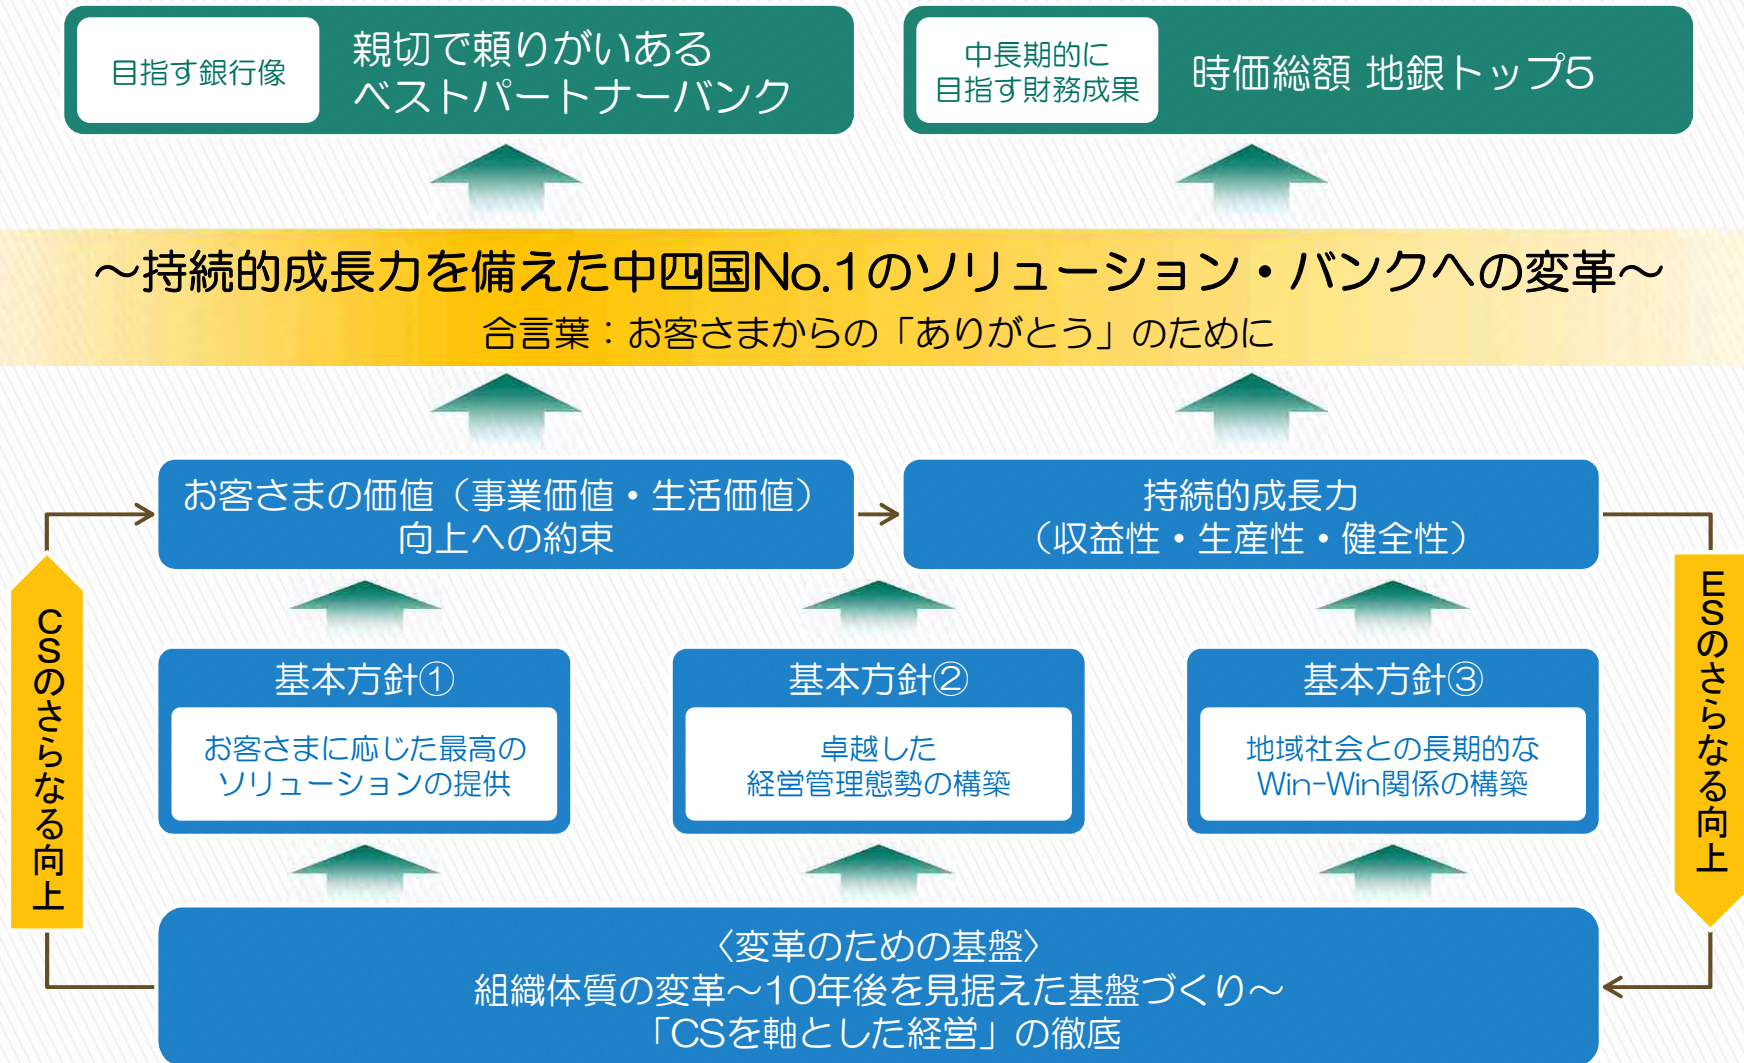 目指す銀行像
親切で頼りがいある
ベストパートナーバンク
中長期的に
目指す財務成果
時価総額 地銀トップ5
～持続的成長力を備えた中四国No.1のソリューション・バンクへの変革～
合言葉：お客さまからの「ありがとう」のために
お客さまの価値（事業価値・生活価値）
向上への約束
持続的成長力
（収益性・生産性・健全性）
CSのさらなる向上
ESのさらなる向上
基本方針①
お客さまに応じた最高の
ソリューションの提供
基本方針②
卓越した
経営管理態勢の構築
基本方針③
地域社会との長期的な
Win-Win関係の構築
〈変革のための基盤〉
組織体質の変革～10年後を見据えた基盤づくり～
「CSを軸とした経営」の徹底